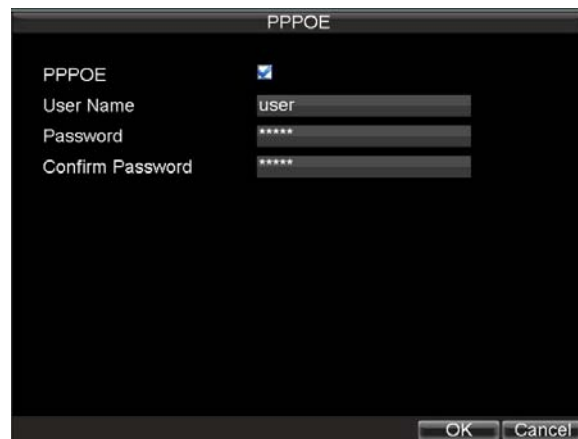 PPPOE
PPPOE
User Name user
Password *****
Confirm Password *****
OK Cancel